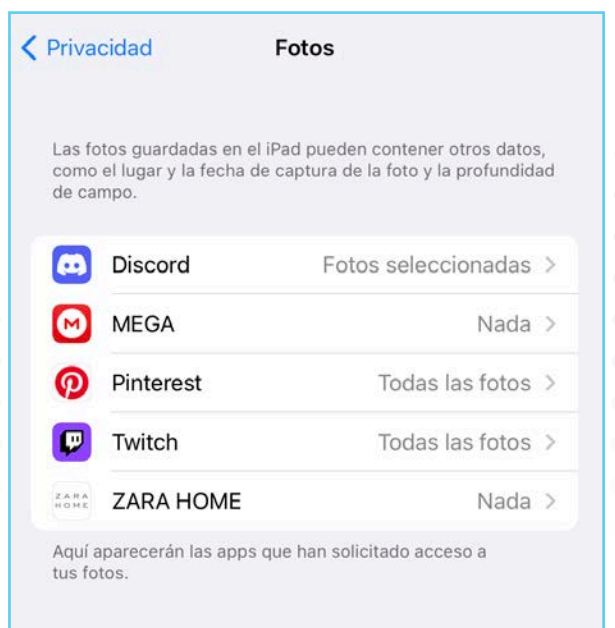 Privacidad Fotos
Las fotos guardadas en el iPad pueden contener otros datos,
como el lugar y la fecha de captura de la foto y la profundidad
de campo.
Discord Fotos seleccionadas
M MEGA Nada
Pinterest Todas las fotos
Twitch Todas las fotos
ZARA
HOME ZARA HOME Nada
Aquí aparecerán las apps que han solicitado acceso a
tus fotos.